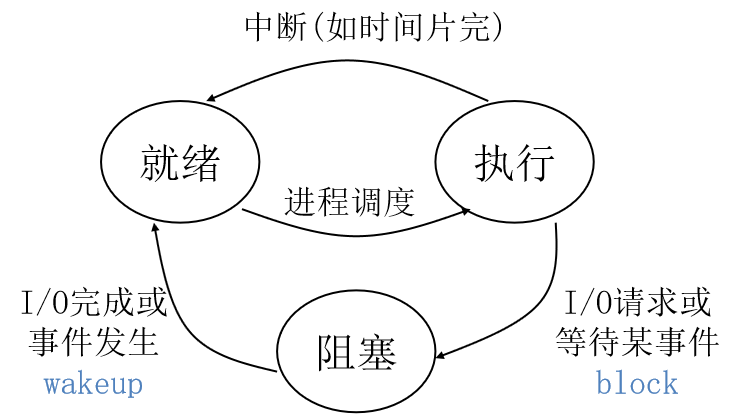 中断(如时间片完)
就绪
执行
进程调度
I/O完成或
事件发生
wakeup
阻塞
I/O请求或
等待某事件
block